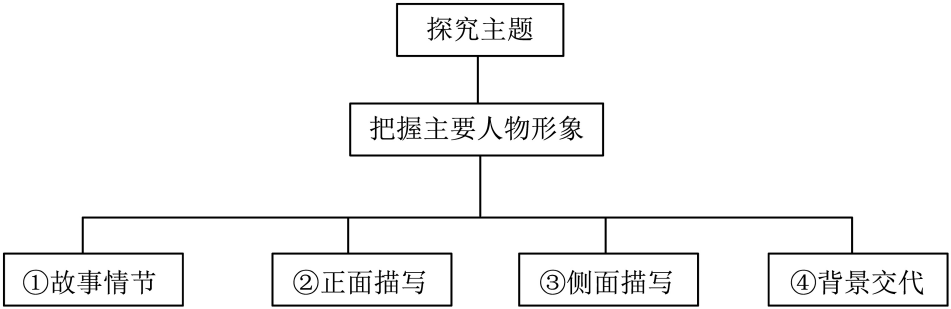 探究主题
把握主要人物形象
①故事情节
②正面描写
③侧面描写
④背景交代